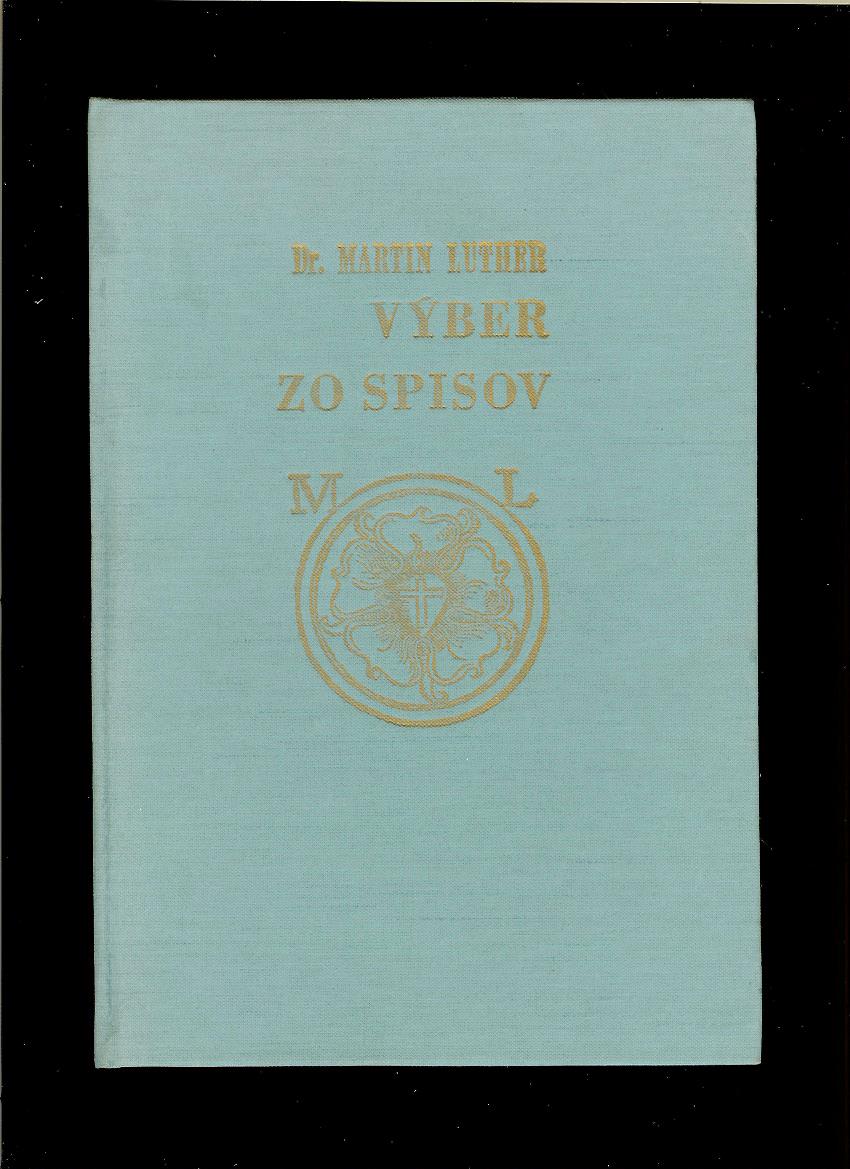 Dr. MARTIN LUTHER
VÝBER
ZO SPISOV
M L